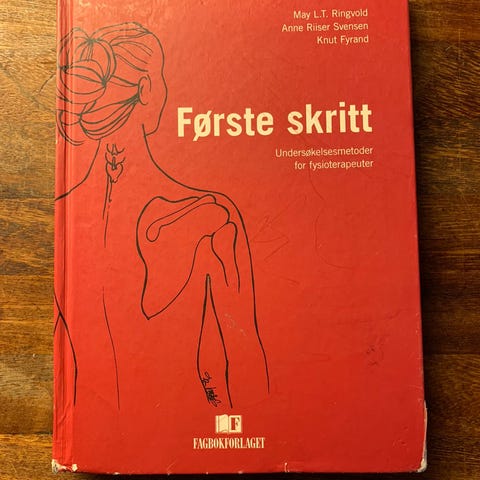 May L.T. Ringvold
Anne Riiser Svensen
Knut Fyrand
Første skritt
Undersøkelsesmetoder
for fysioterapeuter
F
FAGBOKFORLAGET